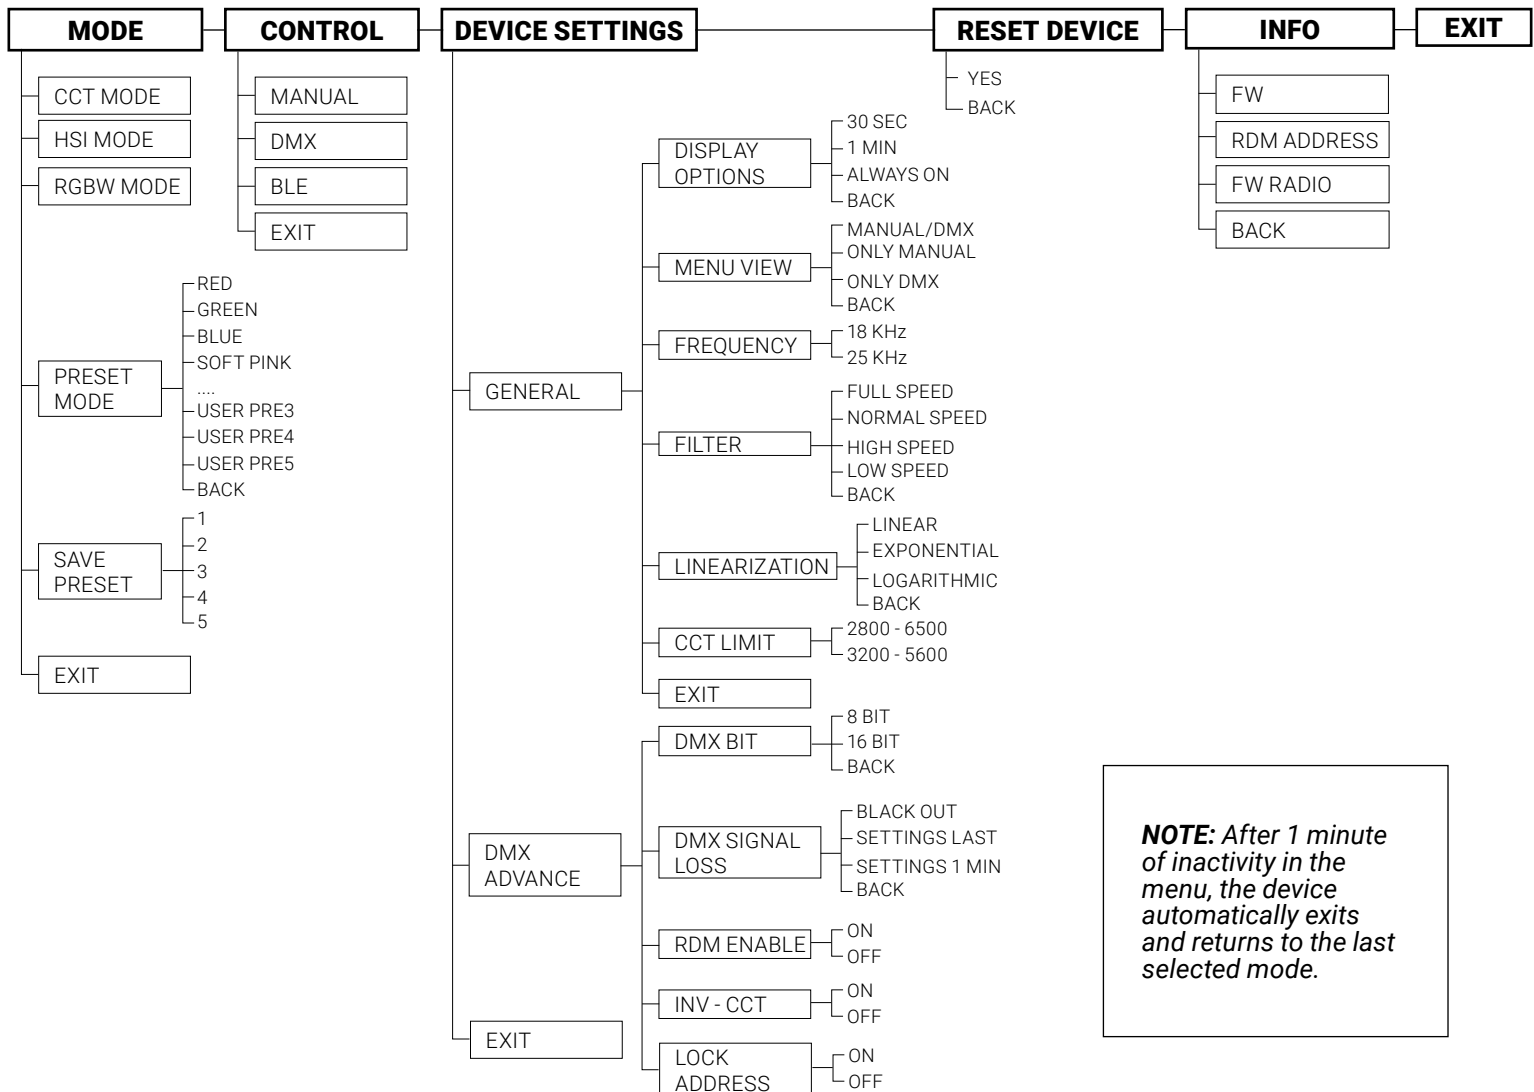 MODE
CONTROL
DEVICE SETTINGS
RESET DEVICE
INFO
EXIT
CCT MODE
HSI MODE
RGBW MODE
PRESET
MODE
RED
GREEN
BLUE
SOFT PINK
....
USER PRE3
USER PRE4
USER PRE5
BACK
SAVE
PRESET
1
2
3
4
5
EXIT
MANUAL
DMX
BLE
EXIT
GENERAL
DISPLAY
OPTIONS
30 SEC
1 MIN
ALWAYS ON
BACK
MENU VIEW
MANUAL/DMX
ONLY MANUAL
ONLY DMX
BACK
FREQUENCY
18 KHz
25 KHz
FILTER
FULL SPEED
NORMAL SPEED
HIGH SPEED
LOW SPEED
BACK
LINEARIZATION
LINEAR
EXPONENTIAL
LOGARITHMIC
BACK
CCT LIMIT
2800 - 6500
3200 - 5600
EXIT
DMX
ADVANCE
DMX BIT
8 BIT
16 BIT
BACK
DMX SIGNAL
LOSS
BLACK OUT
SETTINGS LAST
SETTINGS 1 MIN
BACK
RDM ENABLE
ON
OFF
INV - CCT
ON
OFF
LOCK
ADDRESS
ON
OFF
EXIT
YES
BACK
FW
RDM ADDRESS
FW RADIO
BACK
NOTE: After 1 minute
of inactivity in the
menu, the device
automatically exits
and returns to the last
selected mode.